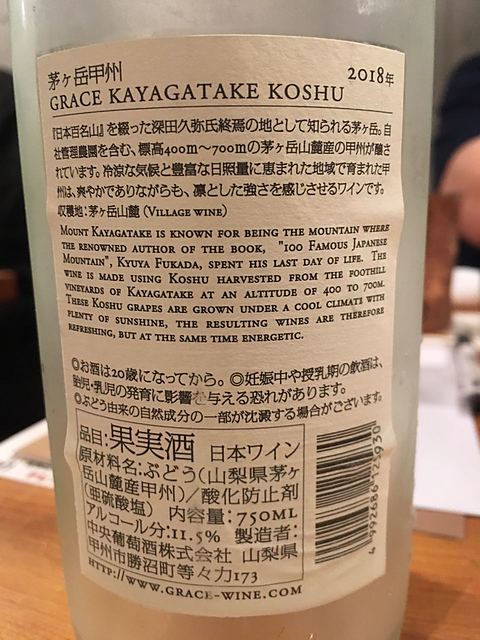 茅ヶ岳甲州 2018年
GRACE KAYAGATAKE KOSHU
『日本百名山』を綴った深田久弥氏終焉の地として知られる茅ヶ岳。自
社管理農園を含む、標高400m～700mの茅ヶ岳山麓産の甲州が醸さ
れています。冷涼な気候と豊富な日照量に恵まれた地域で育まれた甲
州は、爽やかでありながらも、凛とした強さを感じさせるワインです。
収穫地:茅ヶ岳山麓 (VILLAGE WINE)
MOUNT KAYAGATAKE IS KNOWN FOR BEING THE MOUNTAIN WHERE
THE RENOWNED AUTHOR OF THE BOOK, "100 FAMOUS JAPANESE
MOUNTAIN", KYUYA FUKADA, SPENT HIS LAST DAY OF LIFE. THE
WINE IS MADE USING KOSHU HARVESTED FROM THE FOOTHILL
VINEYARDS OF KAYAGATAKE AT AN ALTITUDE OF 400 TO 700M.
THESE KOSHU GRAPES ARE GROWN UNDER A COOL CLIMATE WITH
PLENTY OF SUNSHINE, THE RESULTING WINES ARE THEREFORE
REFRESHING, BUT AT THE SAME TIME ENERGETIC.
◎お酒は20歳になってから。◎妊娠中や授乳期の飲酒は、
胎児・乳児の発育に影響を与える恐れがあります。
◎ぶどう由来の自然成分の一部が沈澱する場合がございます。
品目:果実酒 日本ワイン
原材料名:ぶどう(山梨県茅ヶ
岳山麓産甲州)/酸化防止剤
(亜硫酸塩) 内容量:750ML
アルコール分:11.5% 製造者:
中央葡萄酒株式会社 山梨県
甲州市勝沼町等々力173
HTTP://WWW.GRACE-WINE.COM
4 992686 122930